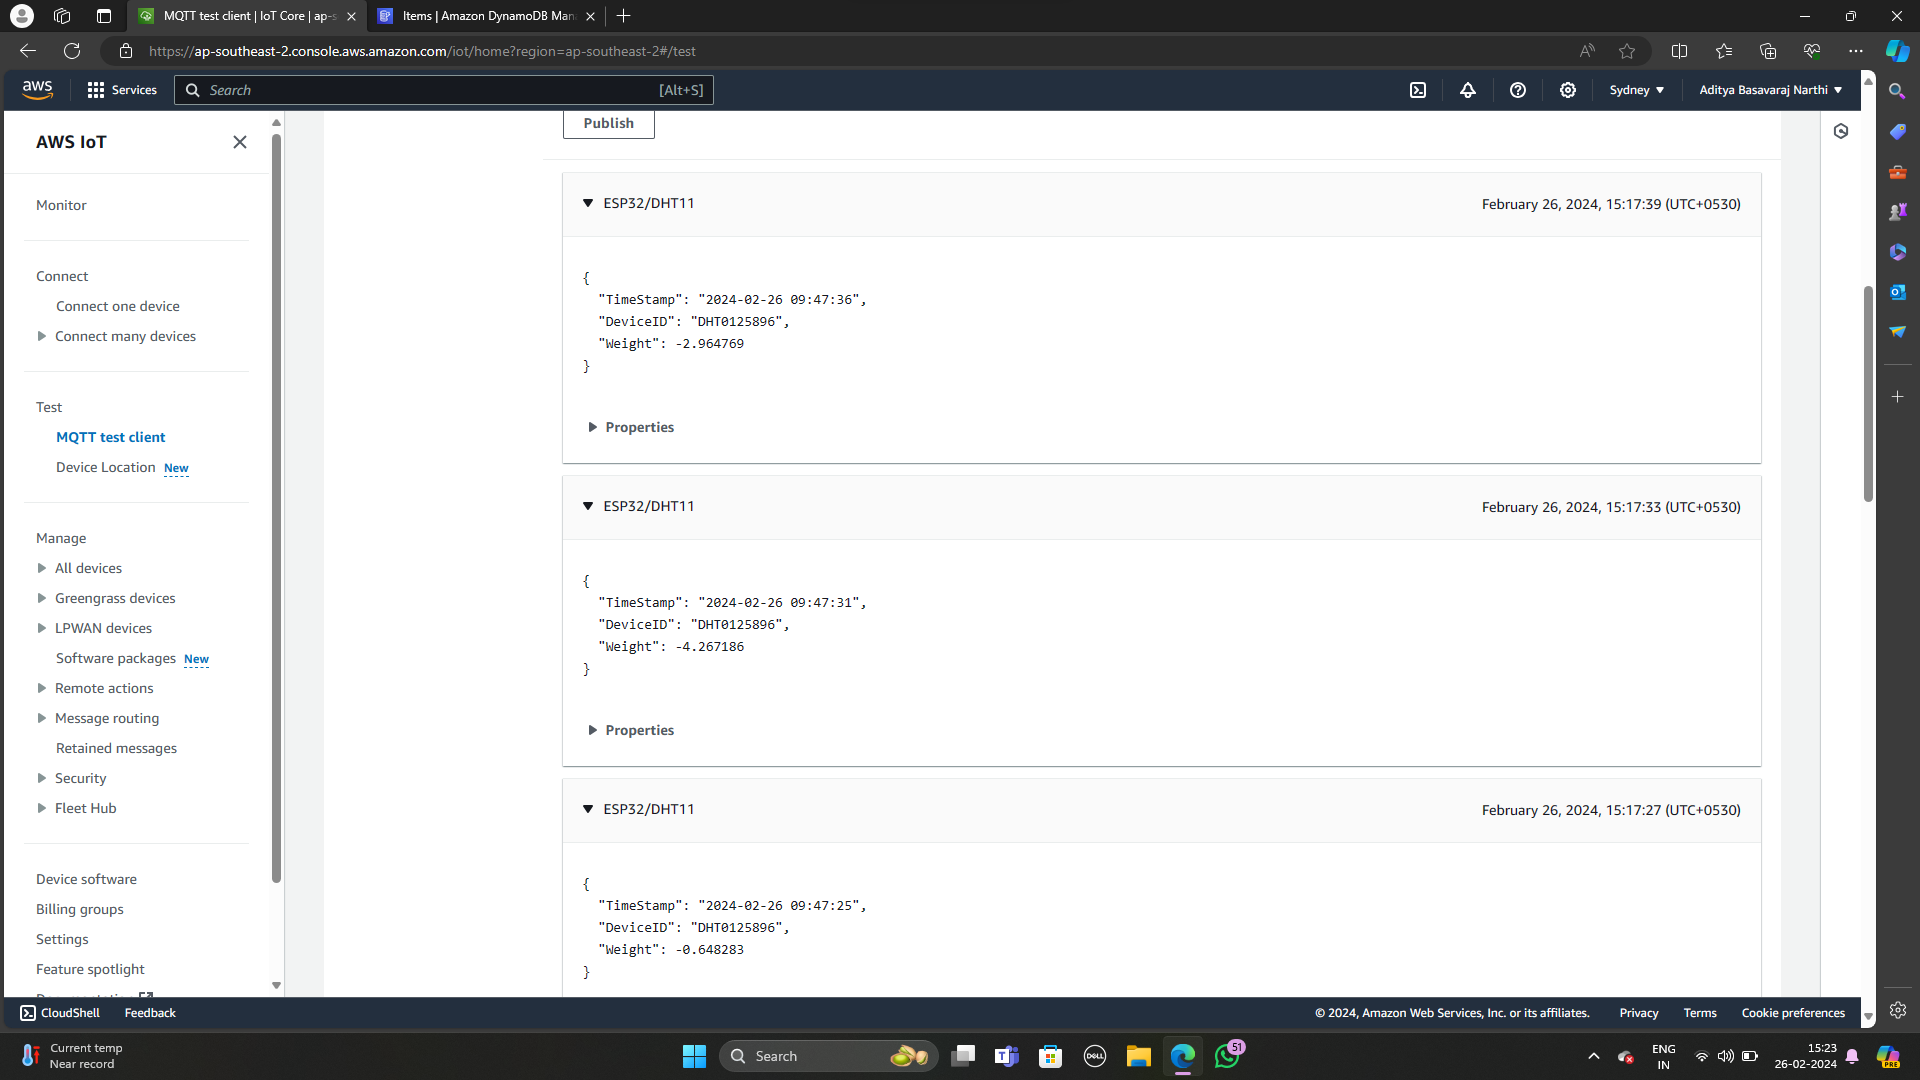 MQTT test client | IoT Core | ap-s
Items | Amazon DynamoDB Man
https://ap-southeast-2.console.aws.amazon.com/iot/home?region=ap-southeast-2#/test
aws
Services
Search
[Alt+S]
Sydney
Aditya Basavaraj Narthi
AWS IoT
Monitor
Connect
Connect one device
Connect many devices
Test
MQTT test client
Device Location New
Manage
All devices
Greengrass devices
LPWAN devices
Software packages New
Remote actions
Message routing
Retained messages
Security
Fleet Hub
Device software
Billing groups
Settings
Feature spotlight
Publish
ESP32/DHT11
February 26, 2024, 15:17:39 (UTC+0530)
{
"TimeStamp": "2024-02-26 09:47:36",
"DeviceID": "DHT0125896",
"Weight": -2.964769
}
Properties
ESP32/DHT11
February 26, 2024, 15:17:33 (UTC+0530)
{
"TimeStamp": "2024-02-26 09:47:31",
"DeviceID": "DHT0125896",
"Weight": -4.267186
}
Properties
ESP32/DHT11
February 26, 2024, 15:17:27 (UTC+0530)
{
"TimeStamp": "2024-02-26 09:47:25",
"DeviceID": "DHT0125896",
"Weight": -0.648283
}
CloudShell
Feedback
© 2024, Amazon Web Services, Inc. or its affiliates.
Privacy
Terms
Cookie preferences
Current temp
Near record
Search
DELL
51
ENG
IN
15:23
26-02-2024
PRE